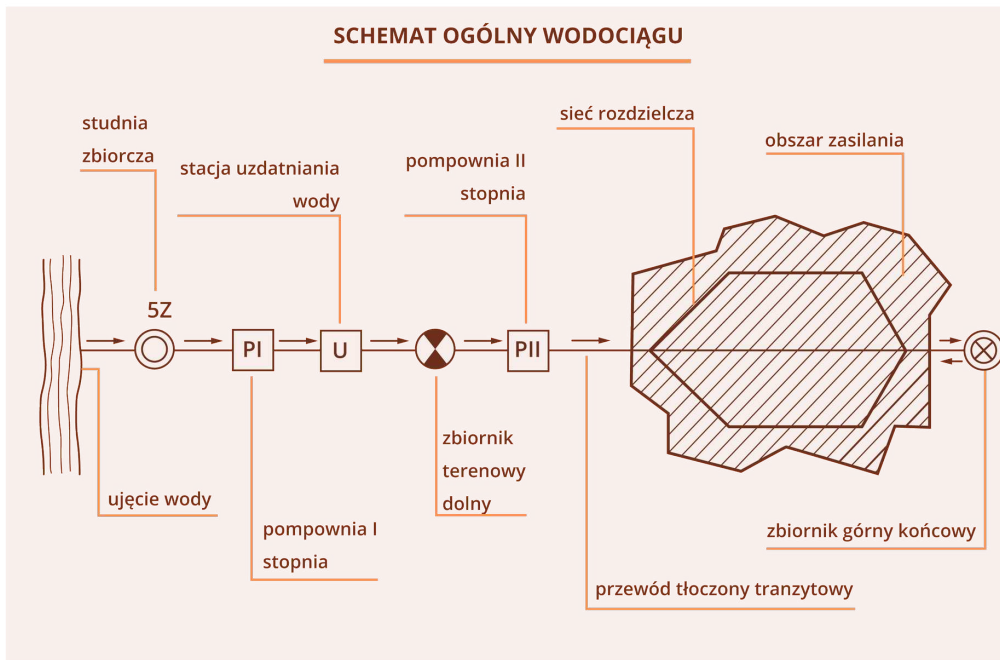 SCHEMAT OGÓLNY WODOCIĄGU
studnia
zbiorcza
stacja uzdatniania
wody
pompownia II
stopnia
sieć rozdzielcza
obszar zasilania
5Z
PI
U
PII
ujęcie wody
pompownia I
stopnia
zbiornik
terenowy
dolny
przewód tłoczony tranzytowy
zbiornik górny końcowy